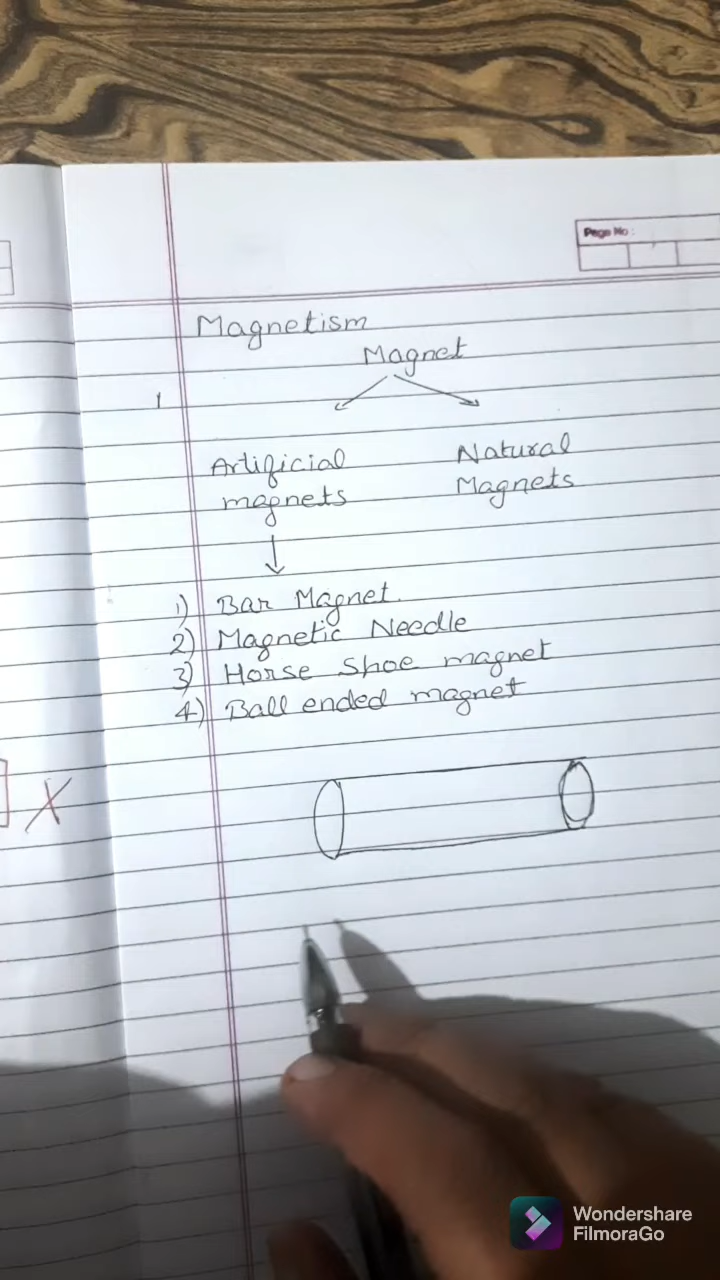 Page No :
Magnetism
Magnet
1
Artificial
magnets
Natural
Magnets
1) Bar Magnet.
2) Magnetic Needle
3) Horse Shoe magnet
4) Ball ended magnet
X
Wondershare
FilmoraGo